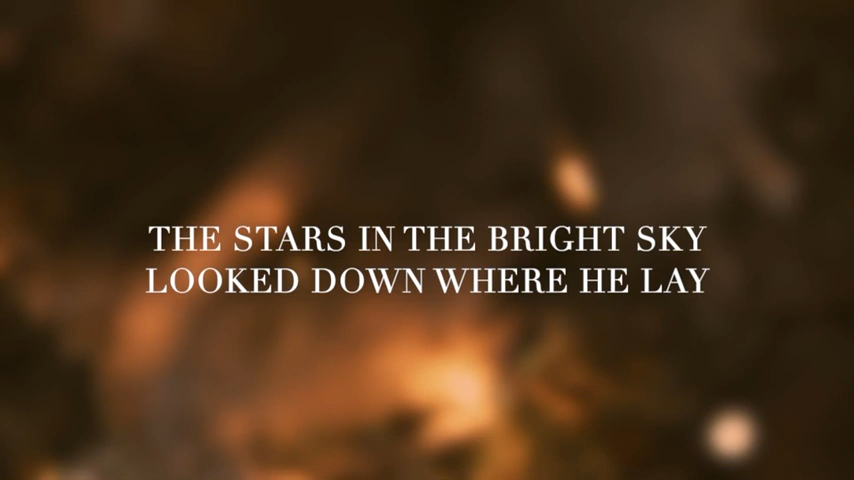 THE STARS IN THE BRIGHT SKY
LOOKED DOWN WHERE HE LAY